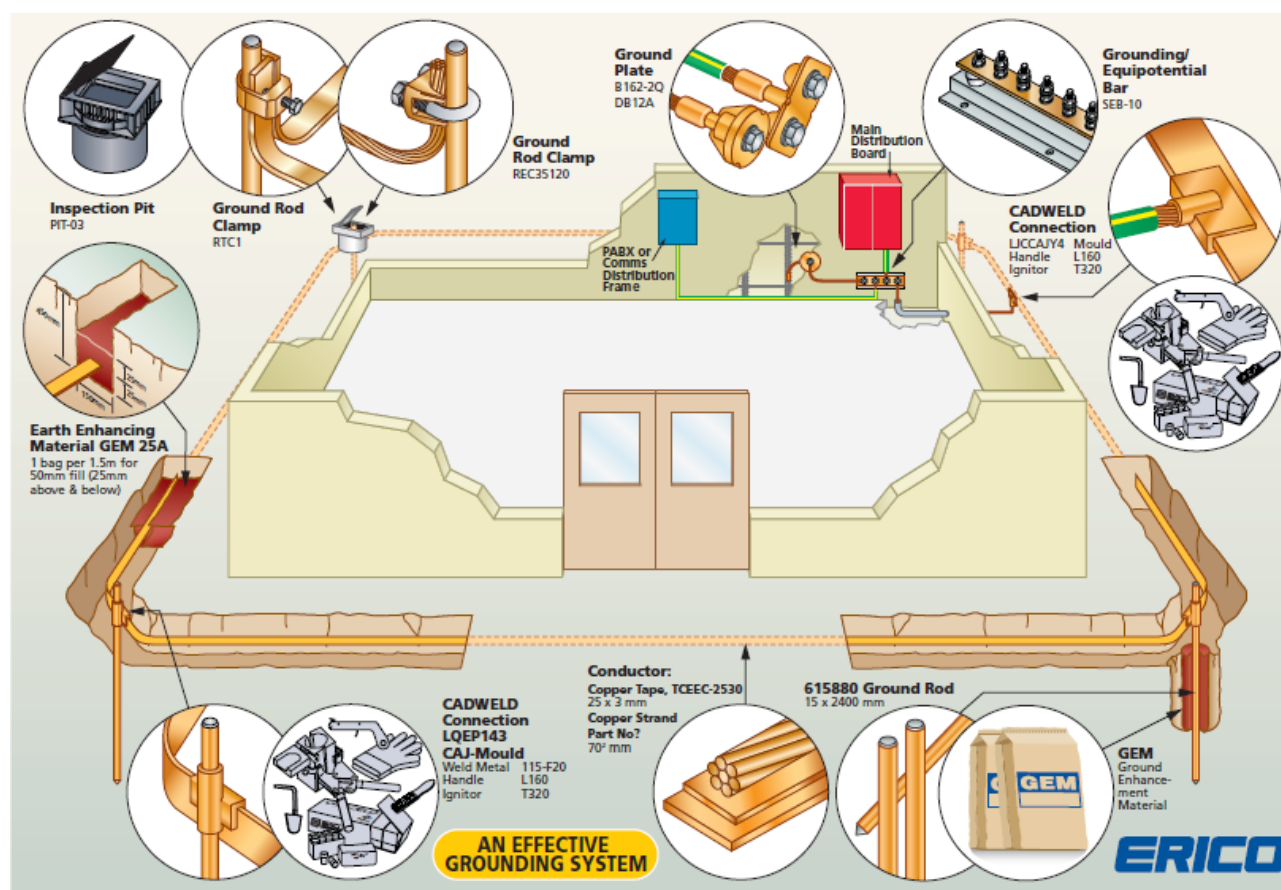 Inspection Pit
PIT-03
Ground Rod
Clamp
RTC1
Ground
Rod Clamp
REC35120
Ground
Plate
B162-2Q
DB12A
Main
Distribution
Board
Grounding/
Equipotential
Bar
SEB-10
PABX or
Comms
Distribution
Frame
CADWELD
Connection
LJCCAJY4 Mould
Handle L160
Ignitor T320
25mm
25mm
150mm
Earth Enhancing
Material GEM 25A
1 bag per 1.5m for
50mm fill (25mm
above & below)
CADWELD
Connection
LQEP143
CAJ-Mould
Weld Metal 115-F20
Handle L160
Ignitor T320
Conductor:
Copper Tape, TCEEC-2530
25 x 3 mm
Copper Strand
Part No?
70² mm
615880 Ground Rod
15 x 2400 mm
GEM
GEM
Ground
Enhance-
ment
Material
AN EFFECTIVE
GROUNDING SYSTEM
ERICO